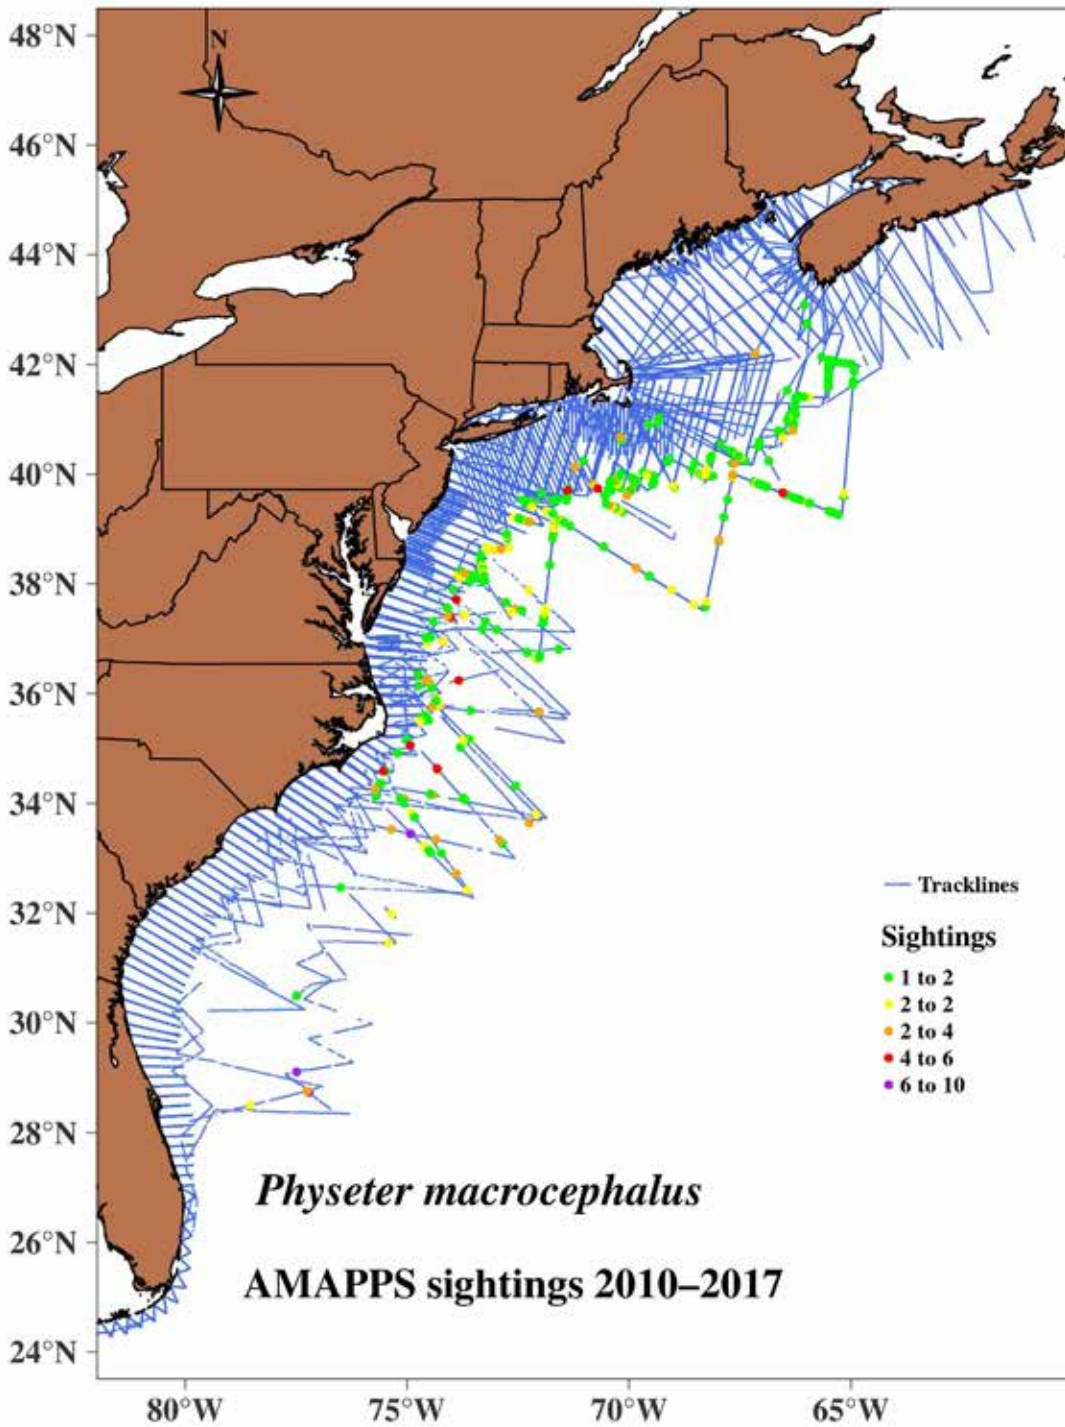 48°N
N
46°N
44°N
42°N
40°N
38°N
36°N
34°N
Tracklines
32°N
Sightings
1 to 2
2 to 2
30°N
2 to 4
4 to 6
6 to 10
28°N
Physeter macrocephalus
26°N
AMAPPS sightings 2010–2017
24°N
80°W 75°W 70°W 65°W